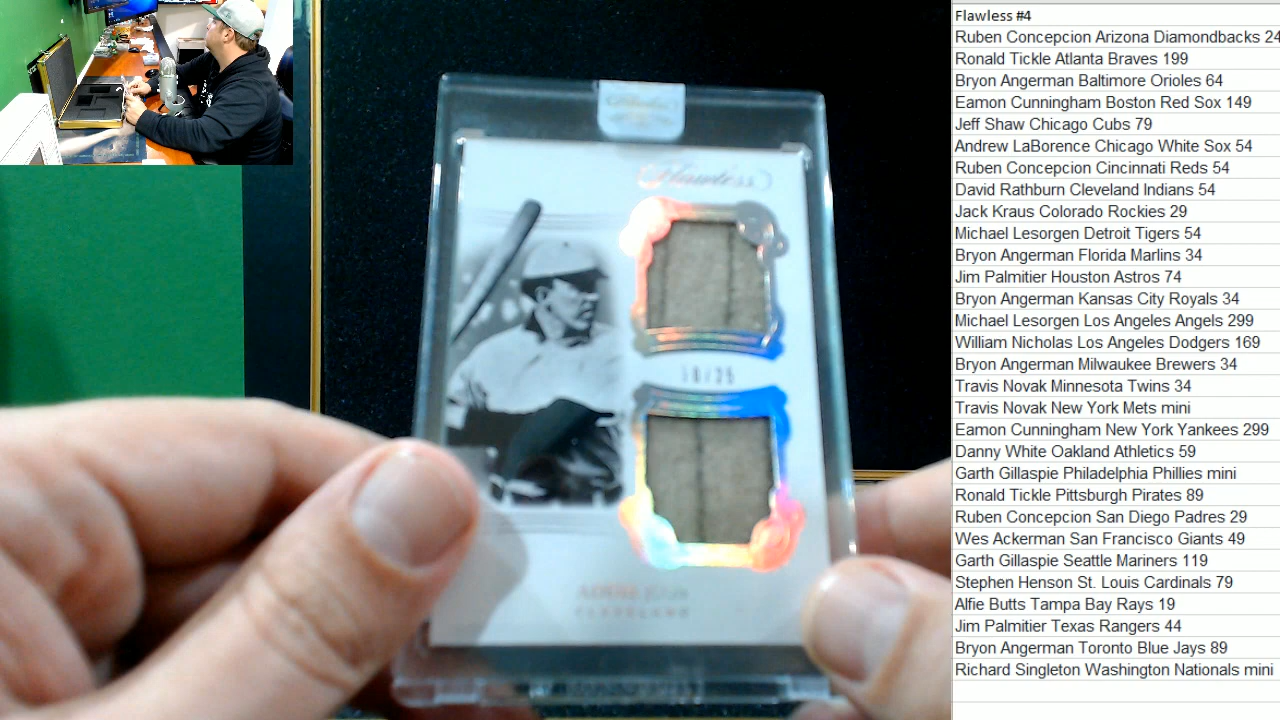 Flawless #4
Ruben Concepcion Arizona Diamondbacks 24
Ronald Tickle Atlanta Braves 199
Bryon Angerman Baltimore Orioles 64
Eamon Cunningham Boston Red Sox 149
Jeff Shaw Chicago Cubs 79
Andrew LaBorence Chicago White Sox 54
Ruben Concepcion Cincinnati Reds 54
David Rathburn Cleveland Indians 54
Jack Kraus Colorado Rockies 29
Michael Lesorgen Detroit Tigers 54
Bryon Angerman Florida Marlins 34
Jim Palmitier Houston Astros 74
Bryon Angerman Kansas City Royals 34
Michael Lesorgen Los Angeles Angels 299
William Nicholas Los Angeles Dodgers 169
Bryon Angerman Milwaukee Brewers 34
Travis Novak Minnesota Twins 34
Travis Novak New York Mets mini
Eamon Cunningham New York Yankees 299
Danny White Oakland Athletics 59
Garth Gillaspie Philadelphia Phillies mini
Ronald Tickle Pittsburgh Pirates 89
Ruben Concepcion San Diego Padres 29
Wes Ackerman San Francisco Giants 49
Garth Gillaspie Seattle Mariners 119
Stephen Henson St. Louis Cardinals 79
Alfie Butts Tampa Bay Rays 19
Jim Palmitier Texas Rangers 44
Bryon Angerman Toronto Blue Jays 89
Richard Singleton Washington Nationals mini
Flawless
ADDIE JOSS
CLEVELAND